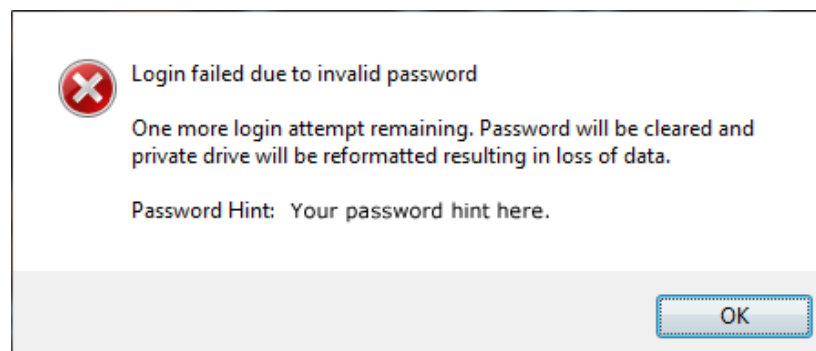 Login failed due to invalid password
One more login attempt remaining. Password will be cleared and
private drive will be reformatted resulting in loss of data.
Password Hint: Your password hint here.
OK